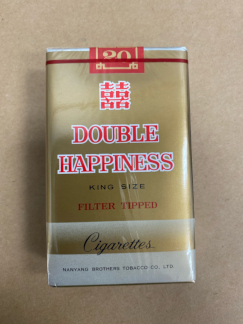 20
囍
DOUBLE
HAPPINESS
KING SIZE
FILTER TIPPED
Cigarettes
NANYANG BROTHERS TOBACCO CO., LTD.